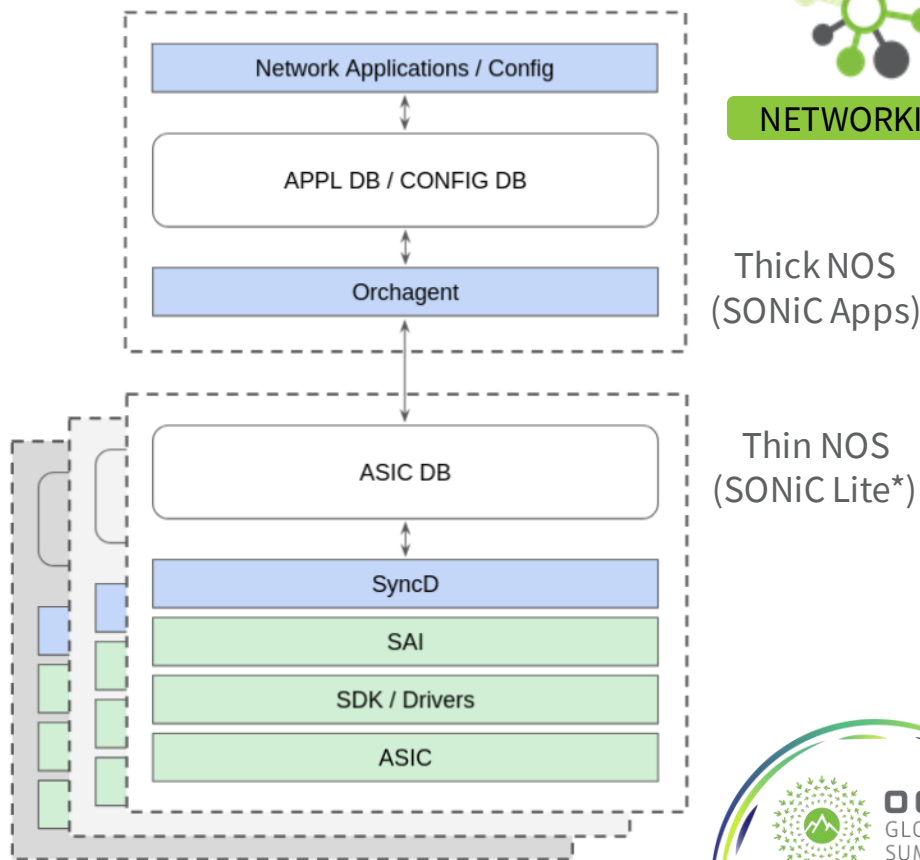 Network Applications / Config
APPL DB / CONFIG DB
Orchagent
NETWORKI
Thick NOS
(SONiC Apps)
ASIC DB
SyncD
SAI
SDK / Drivers
ASIC
Thin NOS
(SONiC Lite*)